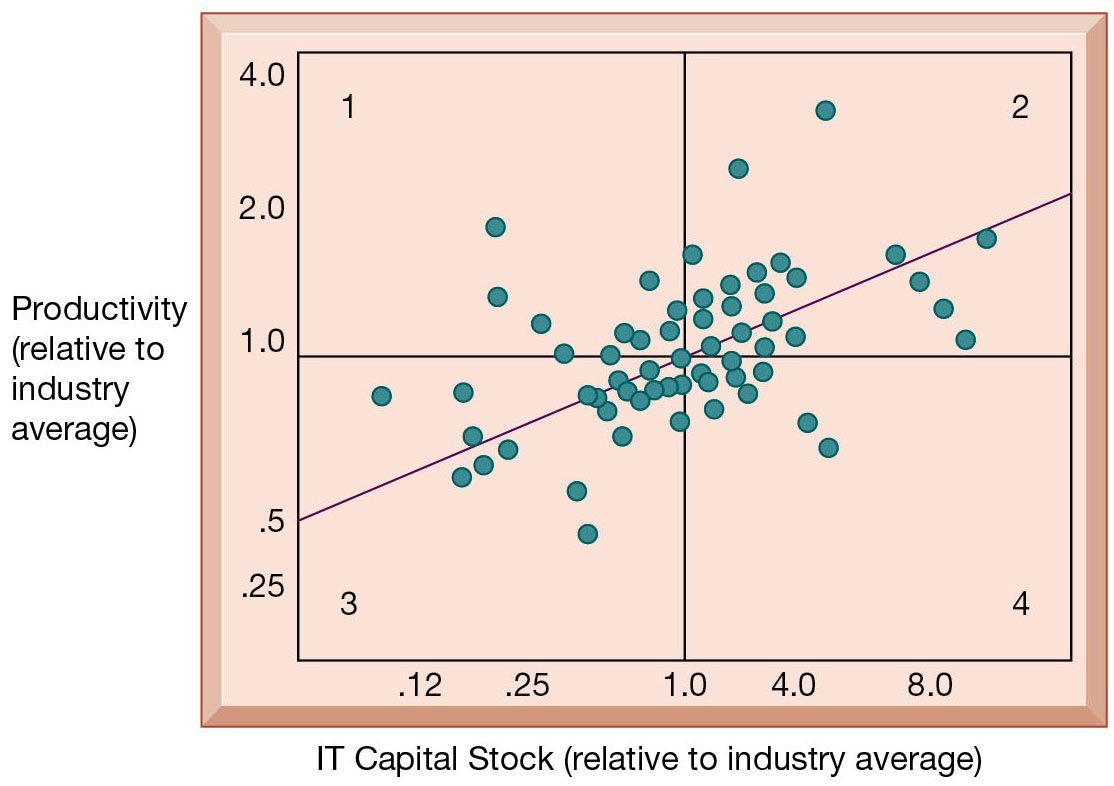 4.0
1
2
2.0
Productivity
(relative to
industry
average)
1.0
.5
.25
3
4
.12 .25 1.0 4.0 8.0
IT Capital Stock (relative to industry average)